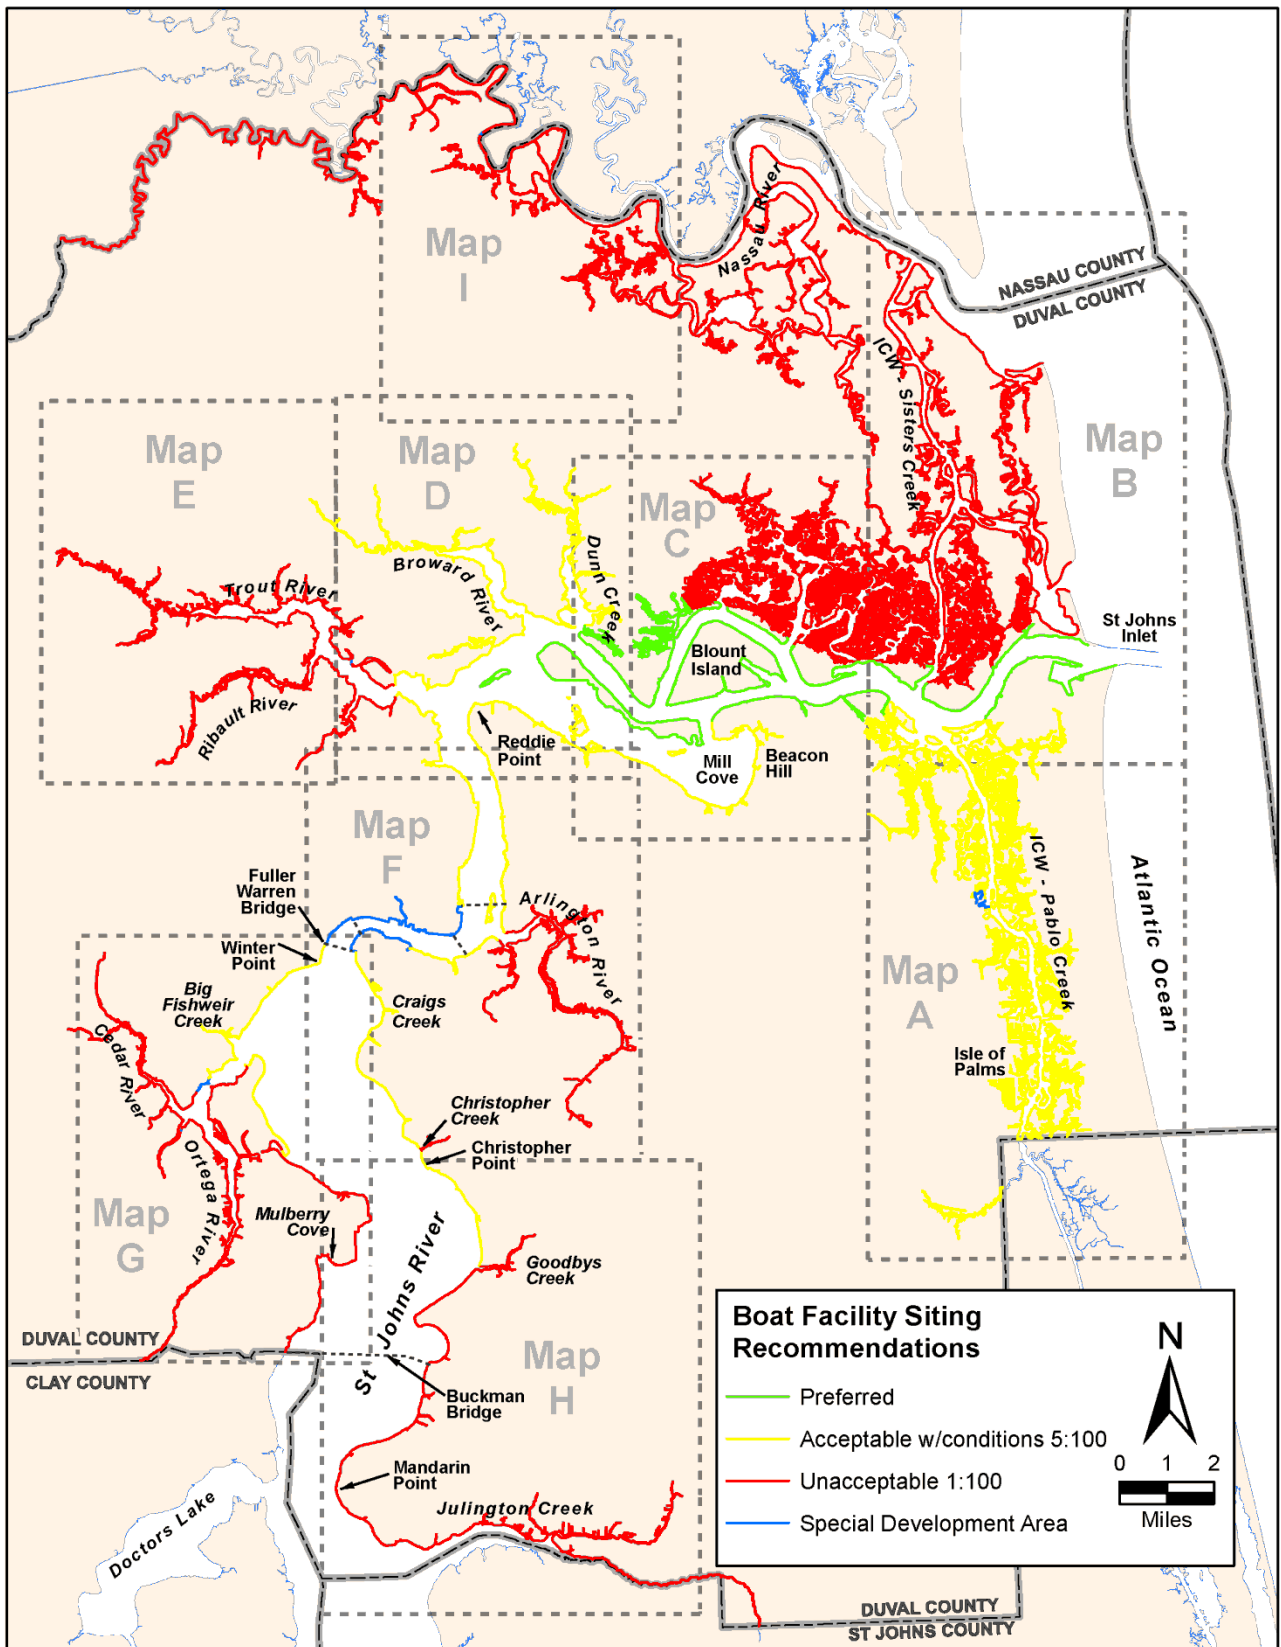 Map
I
Nassau River
NASSAU COUNTY
DUVAL COUNTY
ICW - Sisters Creek
Map
B
Map
E
Map
D
Map
C
Trout River
Broward River
Dunn Creek
Ribault River
Blount
Island
St Johns
Inlet
Reddie
Point
Mill
Cove
Beacon
Hill
Map
F
Fuller
Warren
Bridge
Winter
Point
Arlington River
ICW - Pablo Creek
Atlantic Ocean
Map
A
Big
Fishweir
Creek
Craigs
Creek
Cedar River
Isle of
Palms
Christopher
Creek
Christopher
Point
Ortega River
Map
G
Mulberry
Cove
St Johns River
Goodbys
Creek
DUVAL COUNTY
CLAY COUNTY
Map
H
Buckman
Bridge
Mandarin
Point
Julington Creek
Doctors Lake
Boat Facility Siting
Recommendations
Preferred
Acceptable w/conditions 5:100
Unacceptable 1:100
Special Development Area
N
0 1 2
Miles
DUVAL COUNTY
ST JOHNS COUNTY